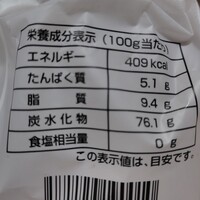 栄養成分表示（100g当たり）
エネルギー 409 kcal
たんぱく質 5.1 g
脂質 9.4 g
炭水化物 76.1 g
食塩相当量 0 g
この表示値は、目安です。